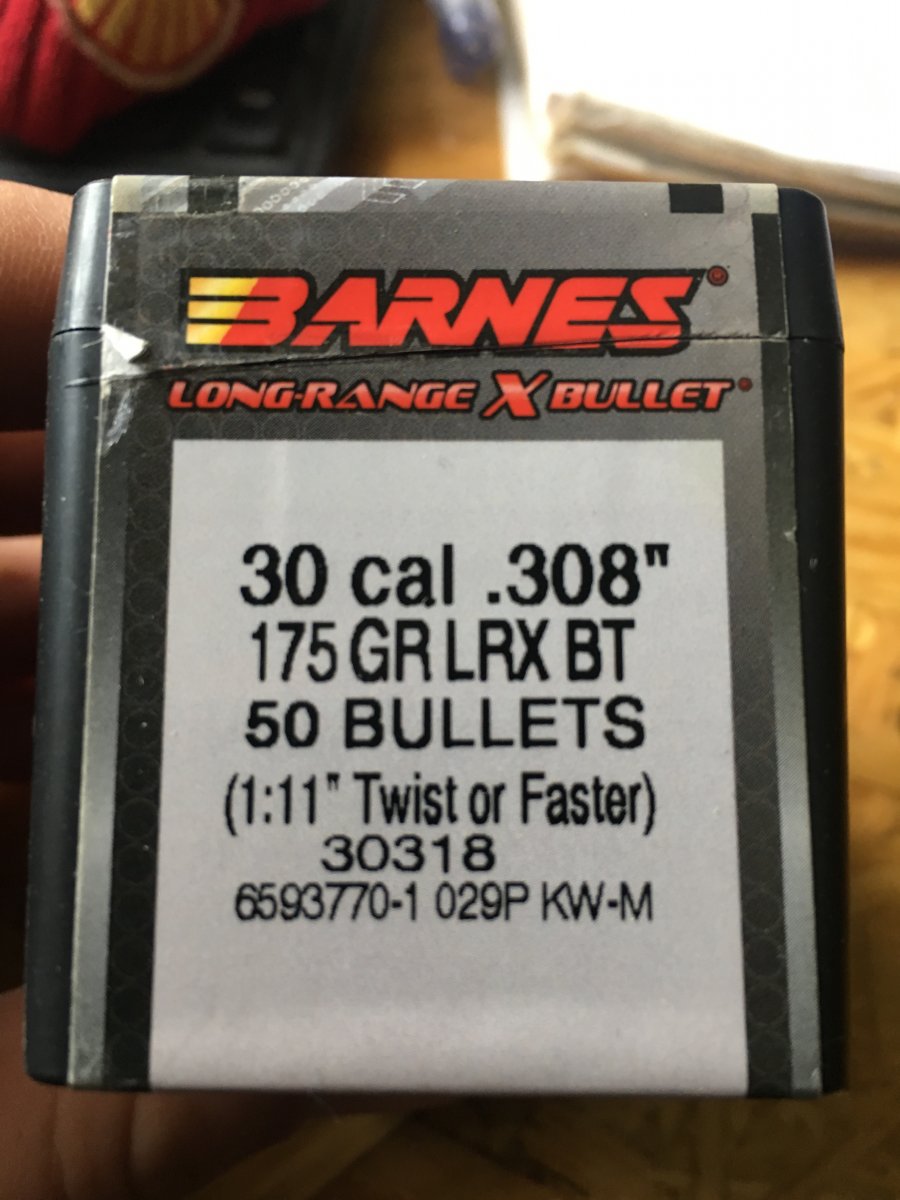 BARNES®
LONG-RANGE X BULLET®
30 cal .308"
175 GR LRX BT
50 BULLETS
(1:11" Twist or Faster)
30318
6593770-1 029P KW-M